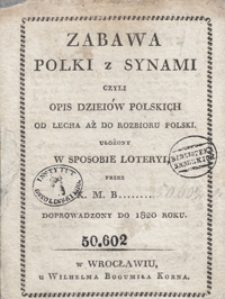 ZABAWA
POLKI z SYNAMI
CZYLI
OPIS DZIEIÓW POLSKICH
OD LECHA AŻ DO ROZBIORU POLSKI.
UŁOŻONY
W SPOSOBIE LOTERYI,
PRZEZ
K. M. B........
DOPROWADZONY DO 1820 ROKU.
50.602
w WROCŁAWIU,
u WILHELMA BOGUMIŁA KORNA.